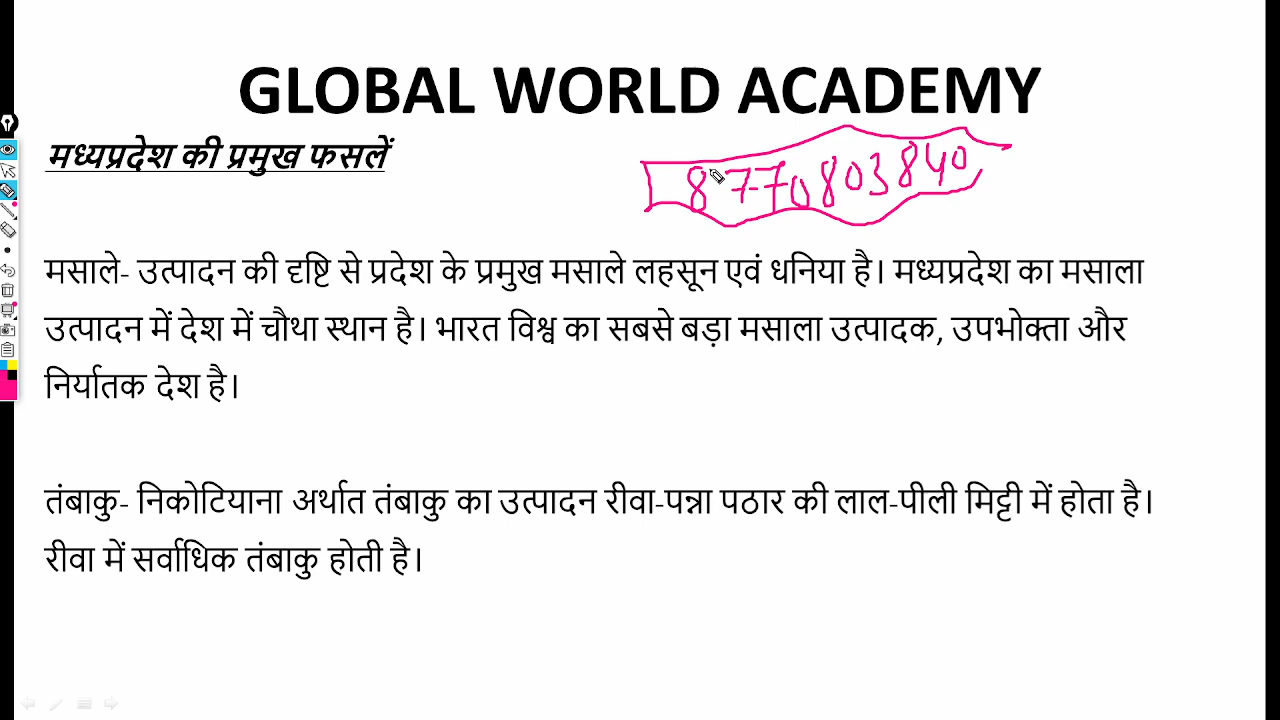 GLOBAL WORLD ACADEMY
मध्यप्रदेश की प्रमुख फसलें
8770803840
मसाले- उत्पादन की दृष्टि से प्रदेश के प्रमुख मसाले लहसून एवं धनिया है। मध्यप्रदेश का मसाला
उत्पादन में देश में चौथा स्थान है। भारत विश्व का सबसे बड़ा मसाला उत्पादक, उपभोक्ता और
निर्यातक देश है।
तंबाकु- निकोटियाना अर्थात तंबाकु का उत्पादन रीवा-पन्ना पठार की लाल-पीली मिट्टी में होता है।
रीवा में सर्वाधिक तंबाकु होती है।